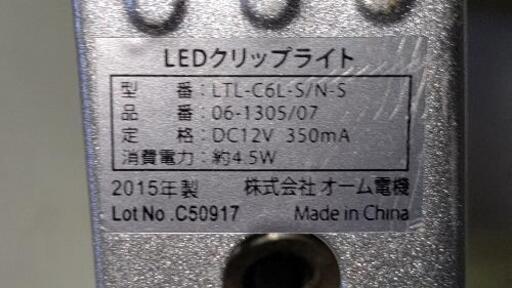 LEDクリップライト
型 番：LTL-C6L-S/N-S
品 番：06-1305/07
定 格：DC12V 350mA
消費電力：約4.5W
2015年製 株式会社 オーム電機
Lot No .C50917 Made in China